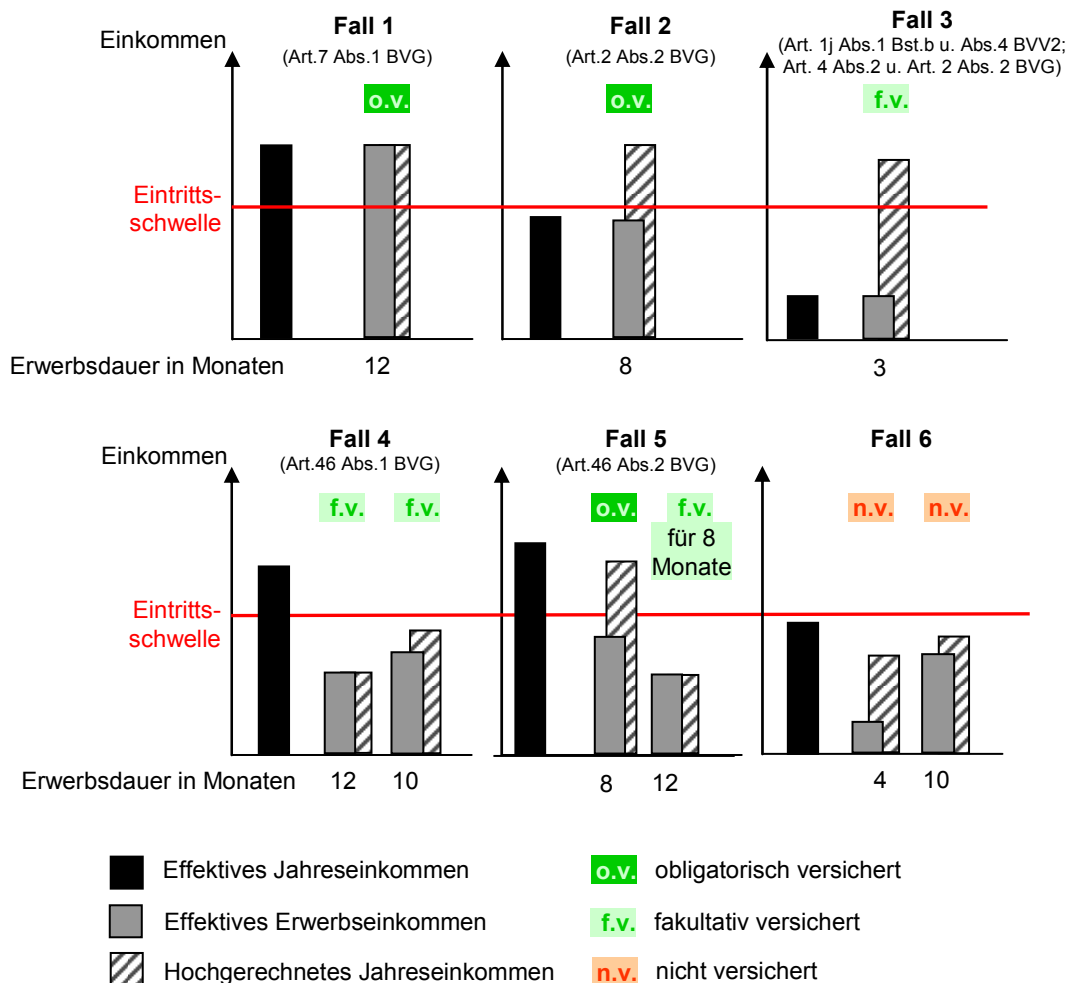 Fall 1
Fall 2
Fall 3
Einkommen
(Art.7 Abs.1 BVG)
(Art.2 Abs.2 BVG)
(Art. 1j Abs.1 Bst.b u. Abs.4 BVV2;
Art. 4 Abs.2 u. Art. 2 Abs. 2 BVG)
o.v.
o.v.
f.v.
Eintritts-
schwelle
Erwerbsdauer in Monaten
12
8
3
Fall 4
Fall 5
Fall 6
Einkommen
(Art.46 Abs.1 BVG)
(Art.46 Abs.2 BVG)
f.v.
f.v.
o.v.
f.v.
für 8
Monate
n.v.
n.v.
Eintritts-
schwelle
Erwerbsdauer in Monaten
12
10
8
12
4
10
Effektives Jahreseinkommen
o.v. obligatorisch versichert
Effektives Erwerbseinkommen
f.v. fakultativ versichert
Hochgerechnetes Jahreseinkommen
n.v. nicht versichert